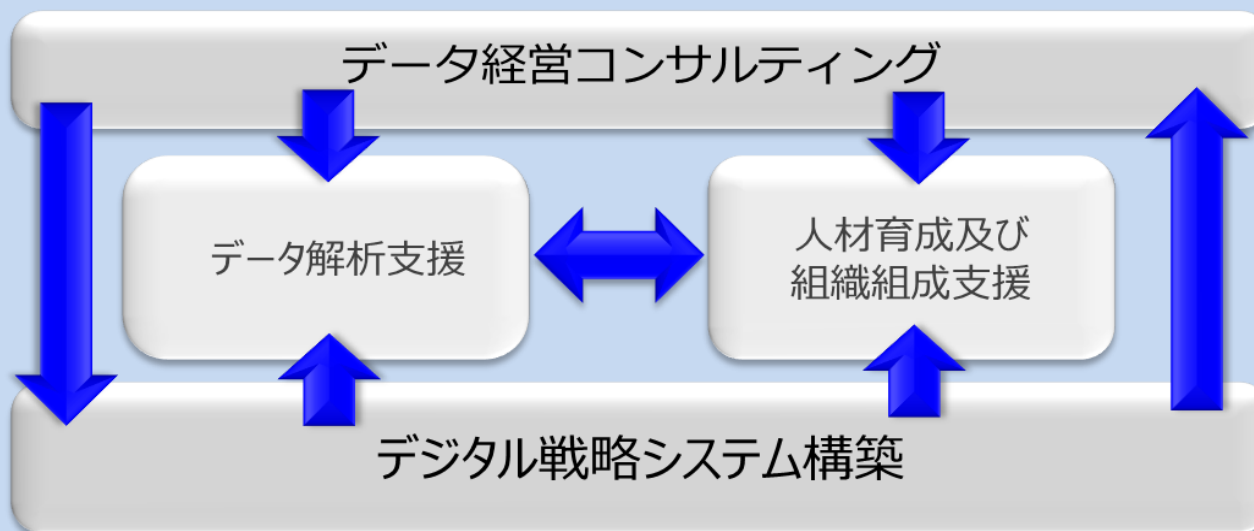 データ経営コンサルティング
データ解析支援
人材育成及び
組織組成支援
デジタル戦略システム構築